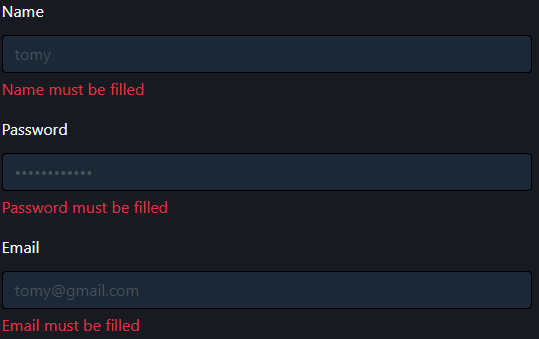 Name
tomy
Name must be filled
Password
••••••••••••
Password must be filled
Email
tomy@gmail.com
Email must be filled